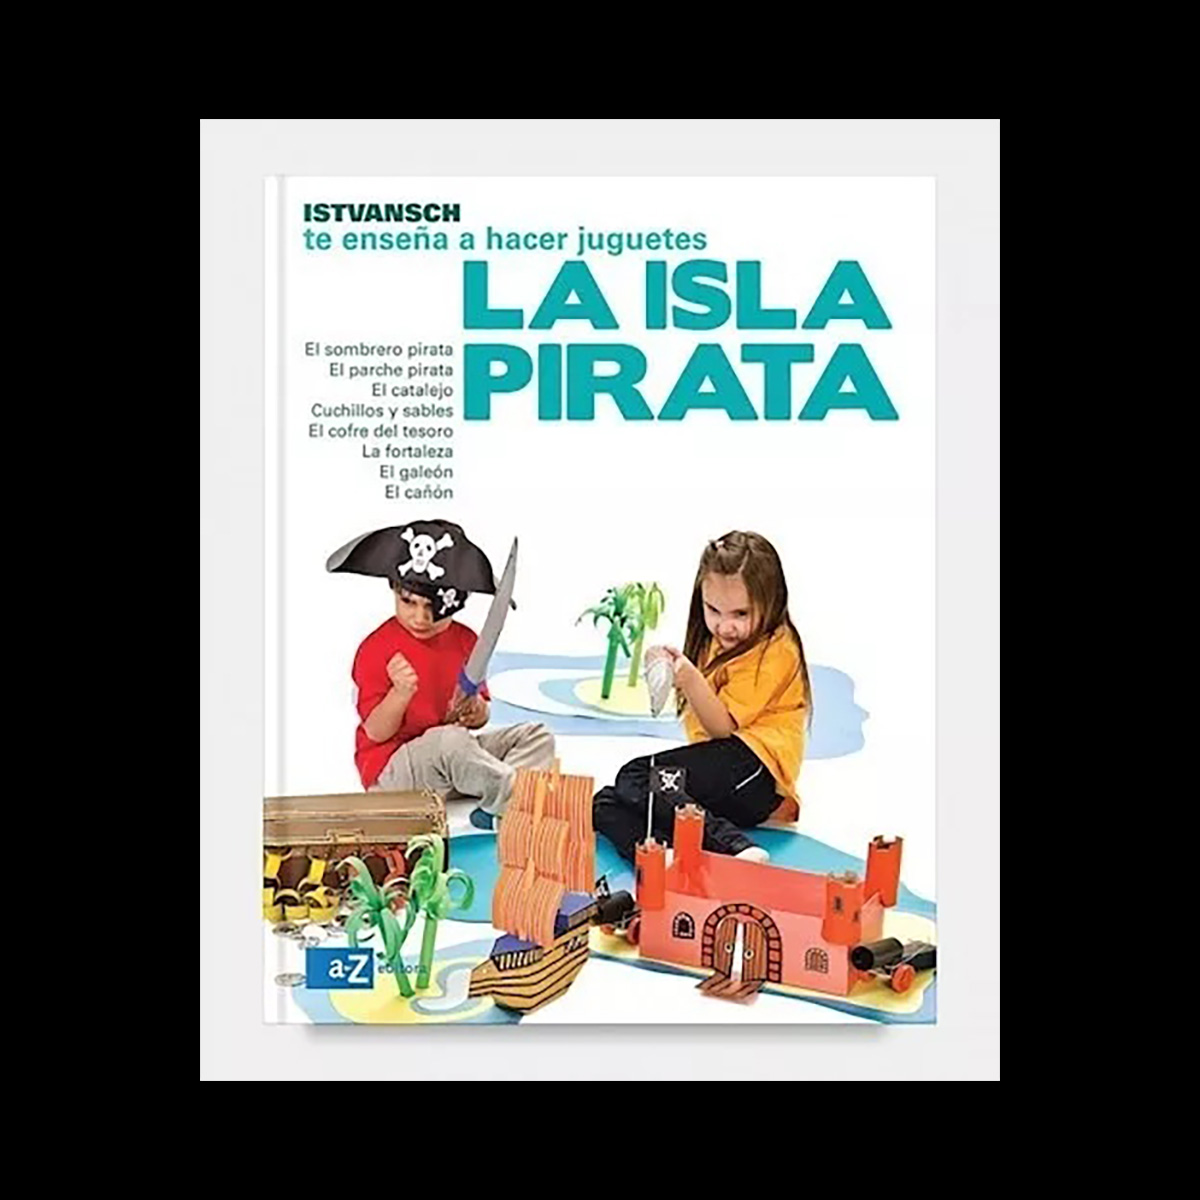 ISTVANSCH
te enseña a hacer juguetes
LA ISLA
PIRATA
El sombrero pirata
El parche pirata
El catalejo
Cuchillos y sables
El cofre del tesoro
La fortaleza
El galeón
El cañón
a-Z editora